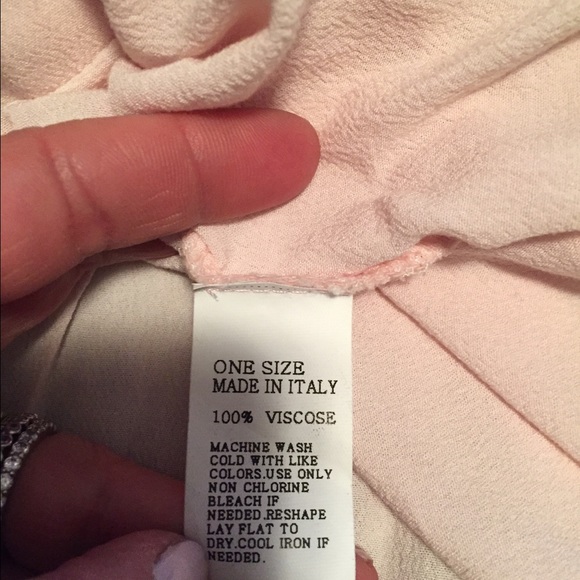 ONE SIZE
MADE IN ITALY
100% VISCOSE
MACHINE WASH
COLD WITH LIKE
COLORS.USE ONLY
NON CHLORINE
BLEACH IF
NEEDED.RESHAPE
LAY FLAT TO
DRY.COOL IRON IF
NEEDED.